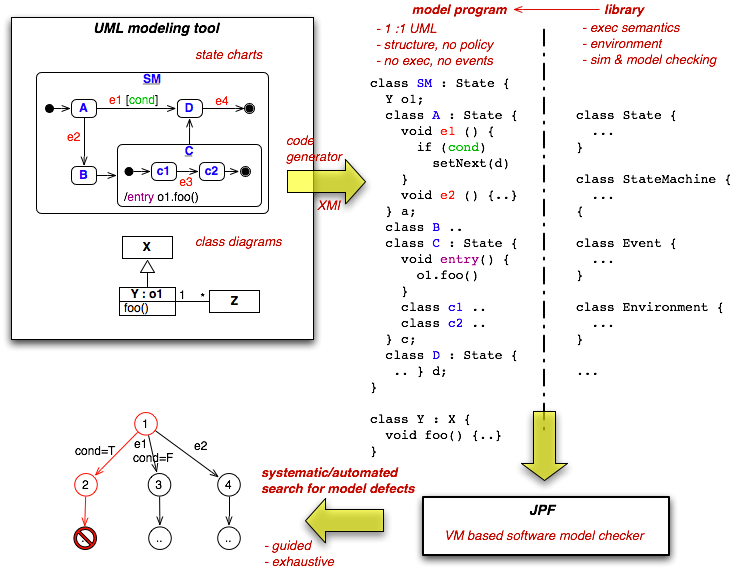 UML modeling tool
state charts
SM
A
e1 [cond]
D
e4
e2
B
C
c1
e3
c2
/entry o1.foo()
class diagrams
X
Y : o1
foo()
1
*
Z
code
generator
XMI
model program
- 1 :1 UML
- structure, no policy
- no exec, no events
library
- exec semantics
- environment
- sim & model checking
class SM : State {
Y o1;
class A : State {
void e1 () {
if (cond)
setNext(d)
}
void e2 () {..}
} a;
class B ..
class C : State {
void entry() {
o1.foo()
}
class c1 ..
class c2 ..
} c;
class D : State {
.. } d;
}
class Y : X {
void foo() {..}
}
class State {
...
}
class StateMachine {
...
{
class Event {
...
}
class Environment {
...
}
...
JPF
VM based software model checker
systematic/automated
search for model defects
- guided
- exhaustive
1
cond=T
e1
cond=F
e2
2
3
4
..
..